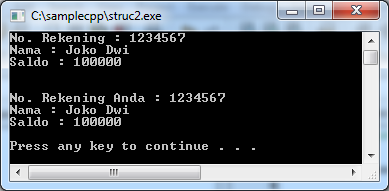 C:\samplecpp\struc2.exe
No. Rekening : 1234567
Nama : Joko Dwi
Saldo : 100000
No. Rekening Anda : 1234567
Nama : Joko Dwi
Saldo : 100000
Press any key to continue . . .